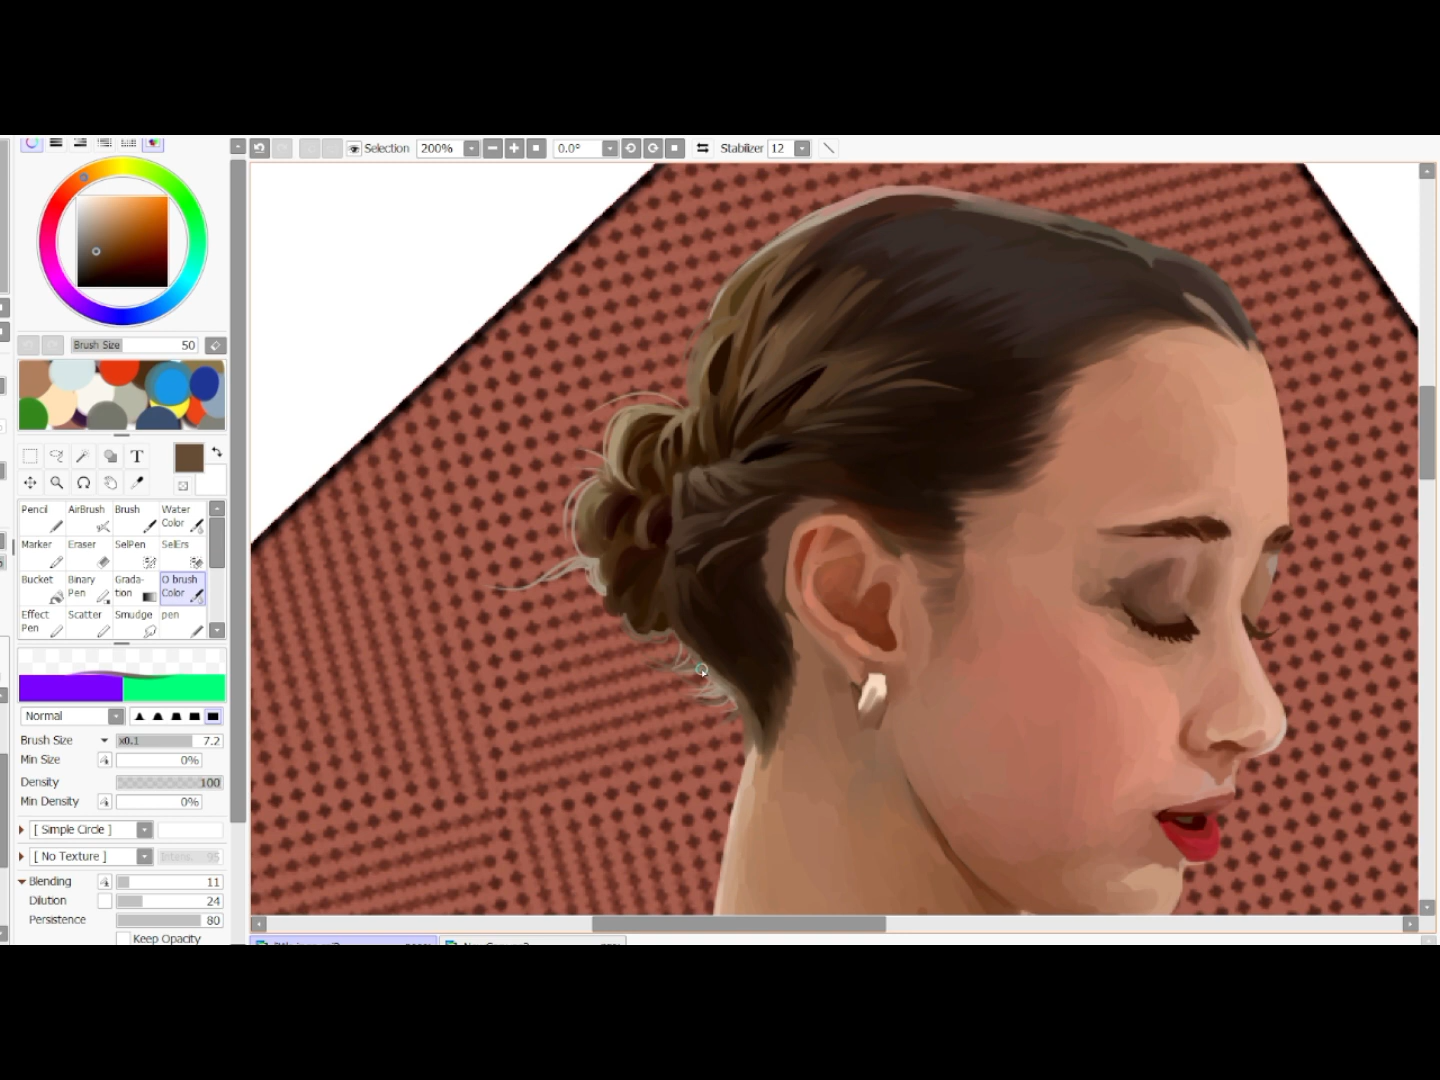 Selection 200% 0.0° Stabilizer 12
Brush Size 50
T
Pencil AirBrush Brush Water Color
Marker Eraser SelPen SelErs
Bucket Binary Pen Grada-tion O brush Color
Effect Pen Scatter Smudge pen
Normal
Brush Size x0.1 7.2
Min Size 0%
Density 100
Min Density 0%
[ Simple Circle ]
[ No Texture ] Intens. 95
Blending 11
Dilution 24
Persistence 80
Keep Opacity